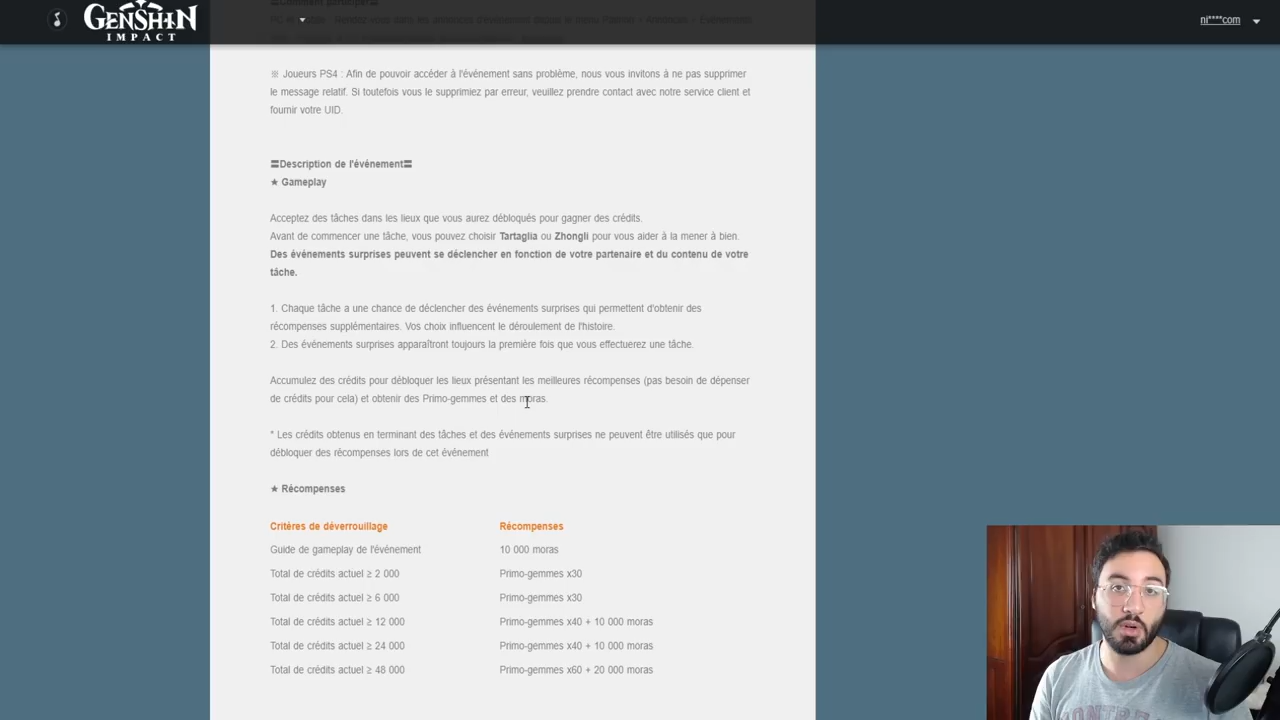 GENSHIN
IMPACT
ni****com
※ Joueurs PS4 : Afin de pouvoir accéder à l'événement sans problème, nous vous invitons à ne pas supprimer
le message relatif. Si toutefois vous le supprimiez par erreur, veuillez prendre contact avec notre service client et
fournir votre UID.
〓Description de l'événement〓
★ Gameplay
Acceptez des tâches dans les lieux que vous aurez débloqués pour gagner des crédits.
Avant de commencer une tâche, vous pouvez choisir Tartaglia ou Zhongli pour vous aider à la mener à bien.
Des événements surprises peuvent se déclencher en fonction de votre partenaire et du contenu de votre
tâche.
1. Chaque tâche a une chance de déclencher des événements surprises qui permettent d'obtenir des
récompenses supplémentaires. Vos choix influencent le déroulement de l'histoire.
2. Des événements surprises apparaîtront toujours la première fois que vous effectuerez une tâche.
Accumulez des crédits pour débloquer les lieux présentant les meilleures récompenses (pas besoin de dépenser
de crédits pour cela) et obtenir des Primo-gemmes et des moras.
* Les crédits obtenus en terminant des tâches et des événements surprises ne peuvent être utilisés que pour
débloquer des récompenses lors de cet événement
★ Récompenses
Critères de déverrouillage Récompenses
Guide de gameplay de l'événement 10 000 moras
Total de crédits actuel ≥ 2 000 Primo-gemmes x30
Total de crédits actuel ≥ 6 000 Primo-gemmes x30
Total de crédits actuel ≥ 12 000 Primo-gemmes x40 + 10 000 moras
Total de crédits actuel ≥ 24 000 Primo-gemmes x40 + 10 000 moras
Total de crédits actuel ≥ 48 000 Primo-gemmes x60 + 20 000 moras